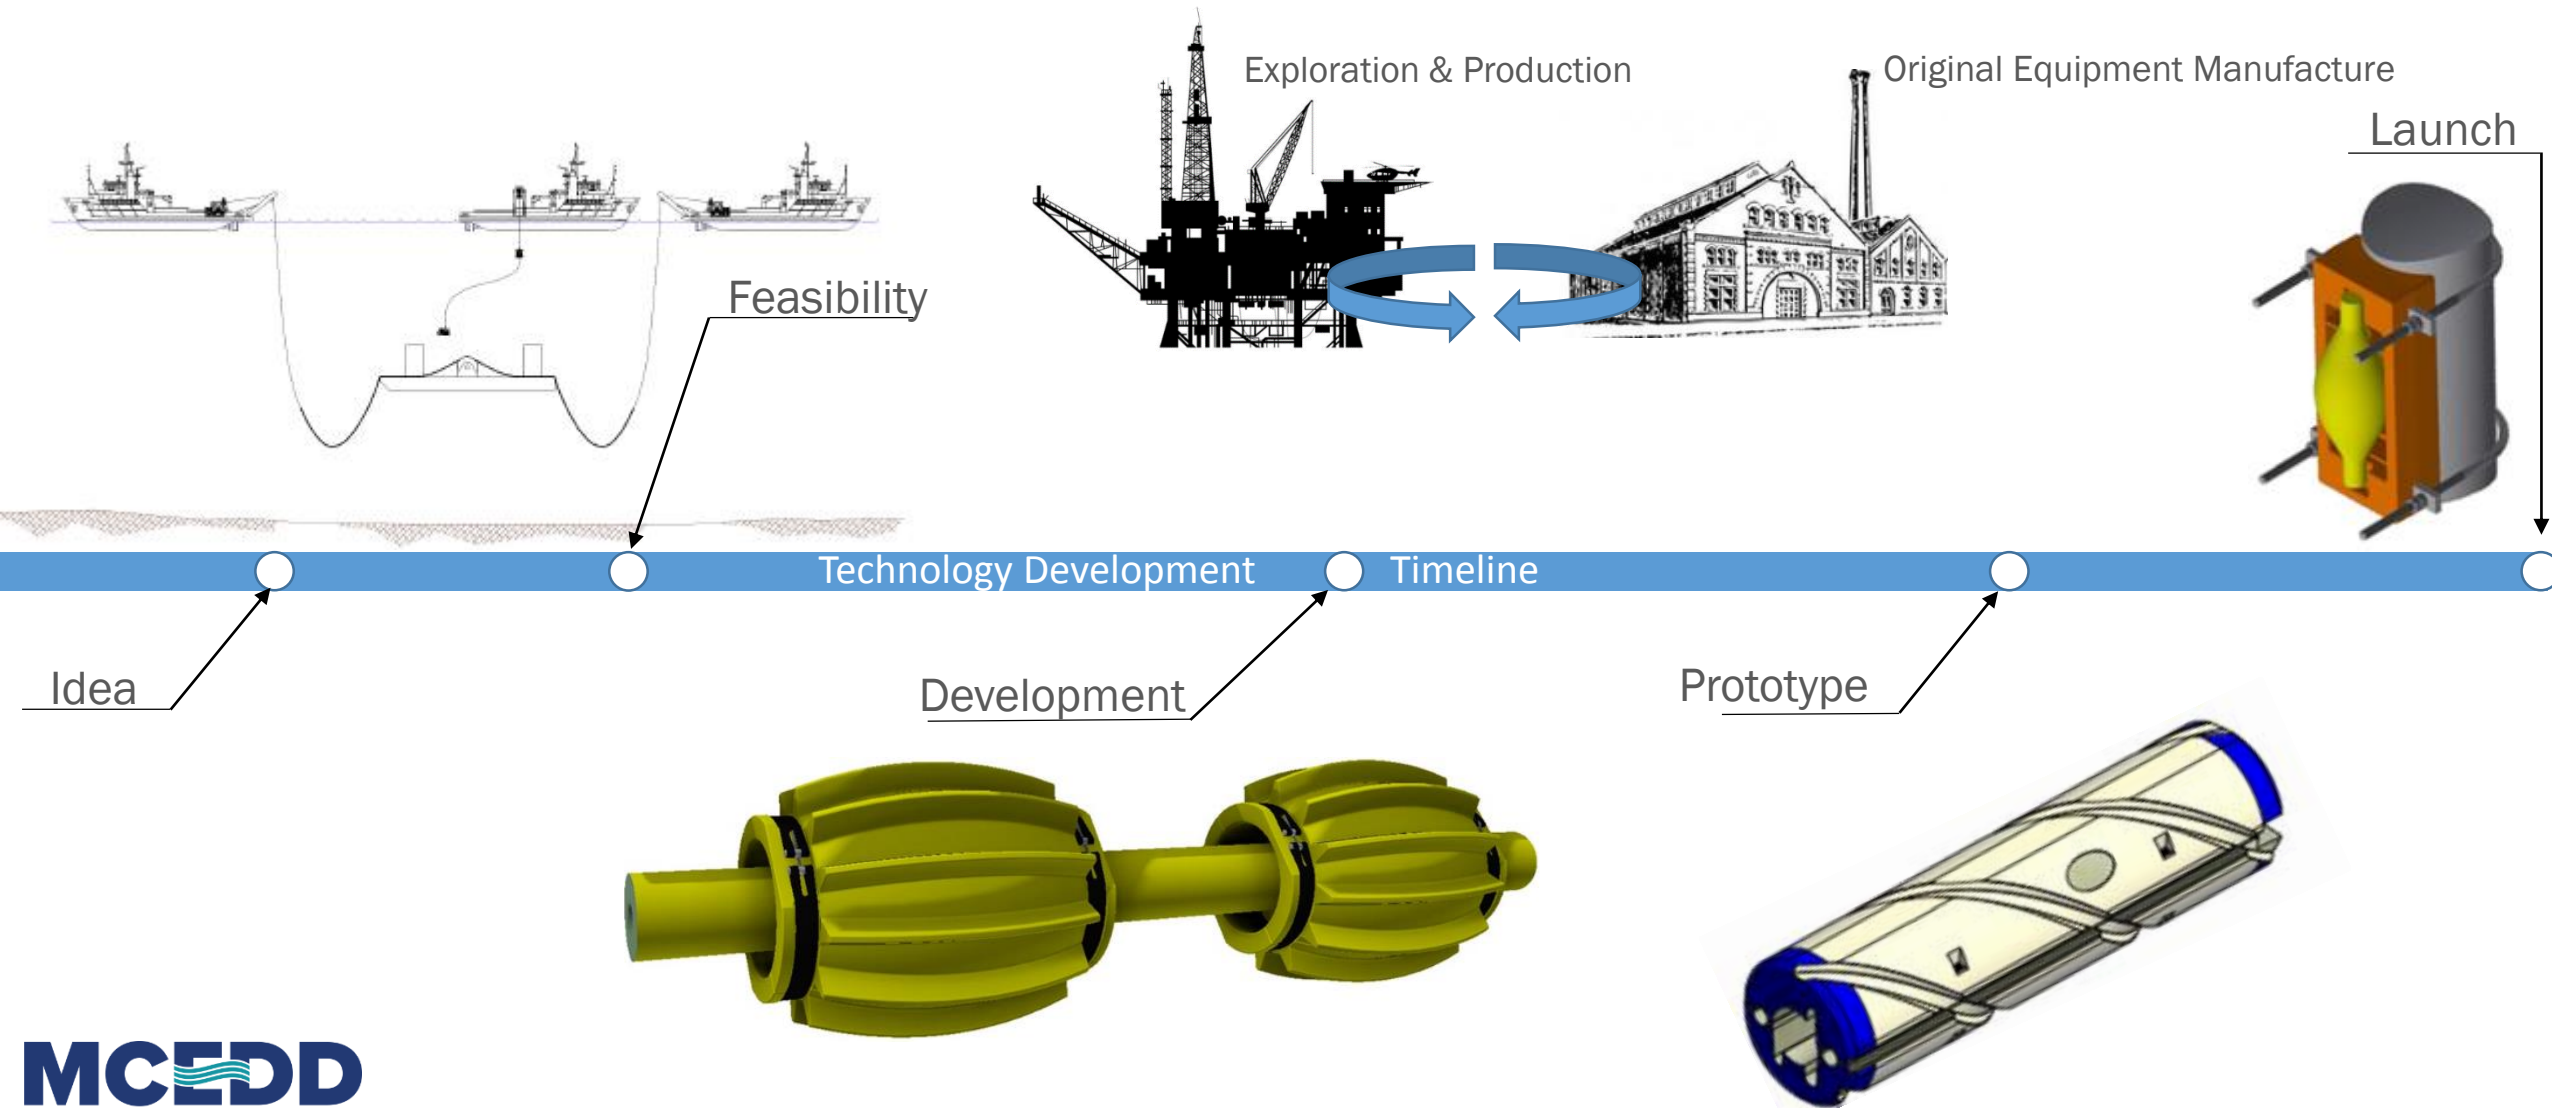 Exploration & Production
Original Equipment Manufacture
Launch
Feasibility
Technology Development Timeline
Idea
Development
Prototype
MCEDD